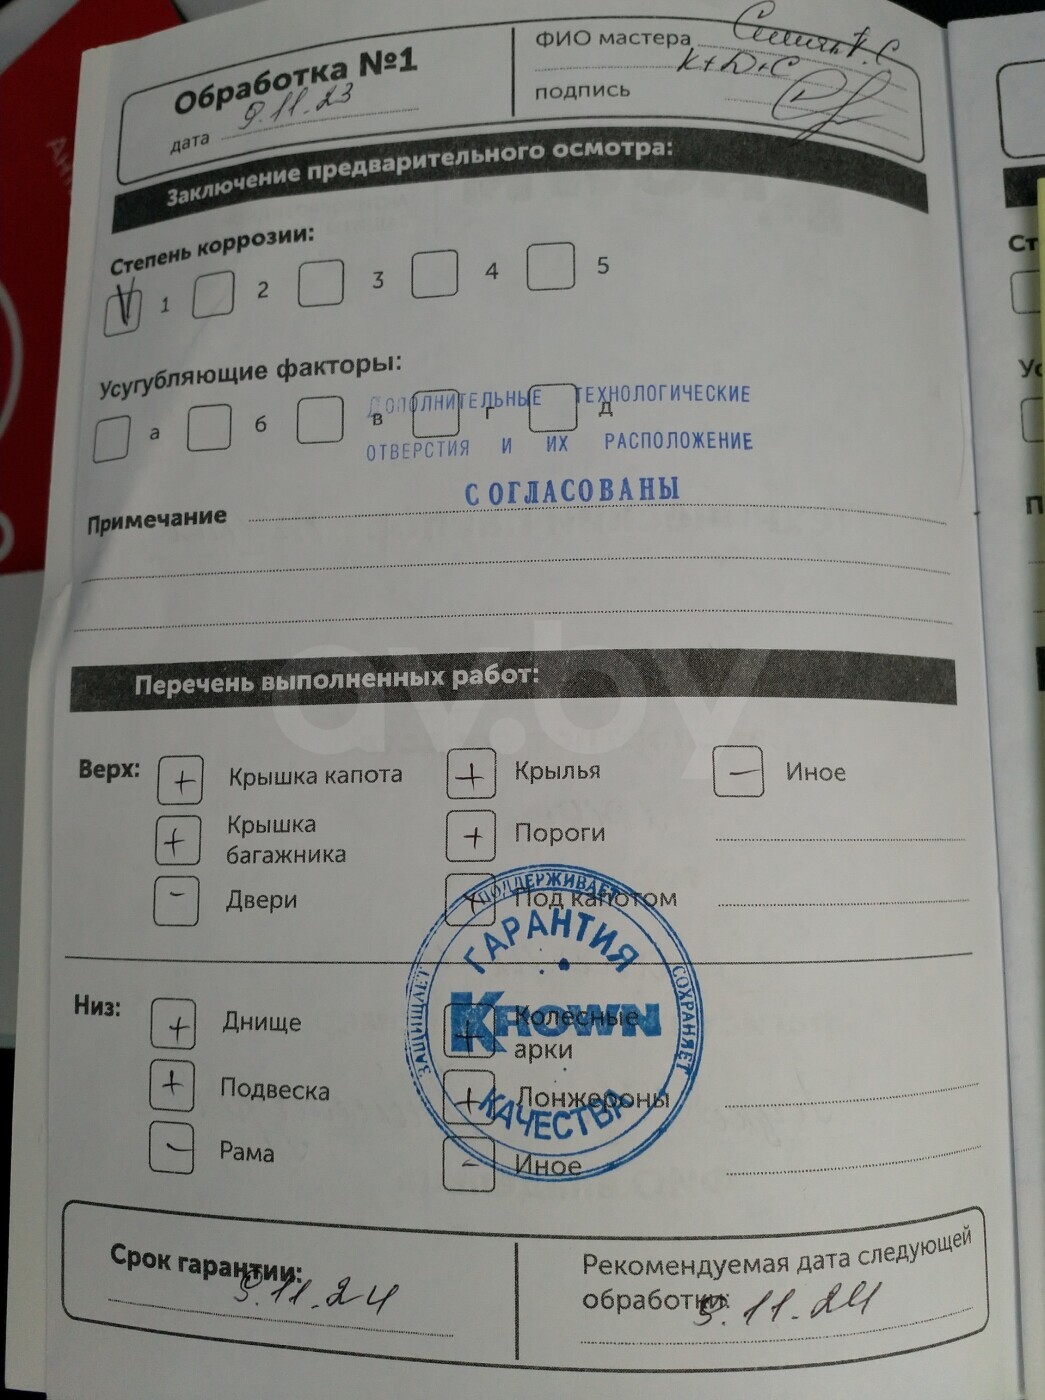 Обработка №1
дата 9.11.23
ФИО мастера
К+Д+С
подпись
Заключение предварительного осмотра:
Степень коррозии:
V 1 2 3 4 5
Усугубляющие факторы:
а б в г д
ДОПОЛНИТЕЛЬНЫЕ ТЕХНОЛОГИЧЕСКИЕ
ОТВЕРСТИЯ И ИХ РАСПОЛОЖЕНИЕ
СОГЛАСОВАНЫ
Примечание
av.by
Перечень выполненных работ:
Верх: + Крышка капота + Крылья - Иное
+ Крышка багажника + Пороги
- Двери + Под капотом
Низ: + Днище + Колесные арки
+ Подвеска + Лонжероны
- Рама - Иное
ПОДДЕРЖИВАЕТ
ЗАЩИЩАЕТ
СОХРАНЯЕТ
ГАРАНТИЯ
KROWN
КАЧЕСТВА
Срок гарантии:
9.11.24
Рекомендуемая дата следующей
обработки: 9.11.24